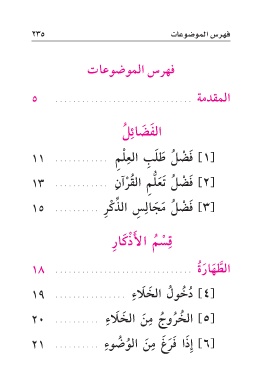 فهرس الموضوعات ٢٣٥
فهرس الموضوعات
المقدمة ........................... ٥
الفَضَائِلُ
[١] فَضْلُ طَلَبِ العِلْمِ ............ ١١
[٢] فَضْلُ تَعَلُّمِ القُرْآنِ ............ ١٣
[٣] فَضْلُ مَجَالِسِ الذِّكْرِ ......... ١٥
قِسْمُ الأَذْكَارِ
الطَّهَارَةُ .......................... ١٨
[٤] دُخُولُ الخَلَاءِ ............... ١٩
[٥] الخُرُوجُ مِنَ الخَلَاءِ .......... ٢٠
[٦] إِذَا فَرَغَ مِنَ الوُضُوءِ ......... ٢١